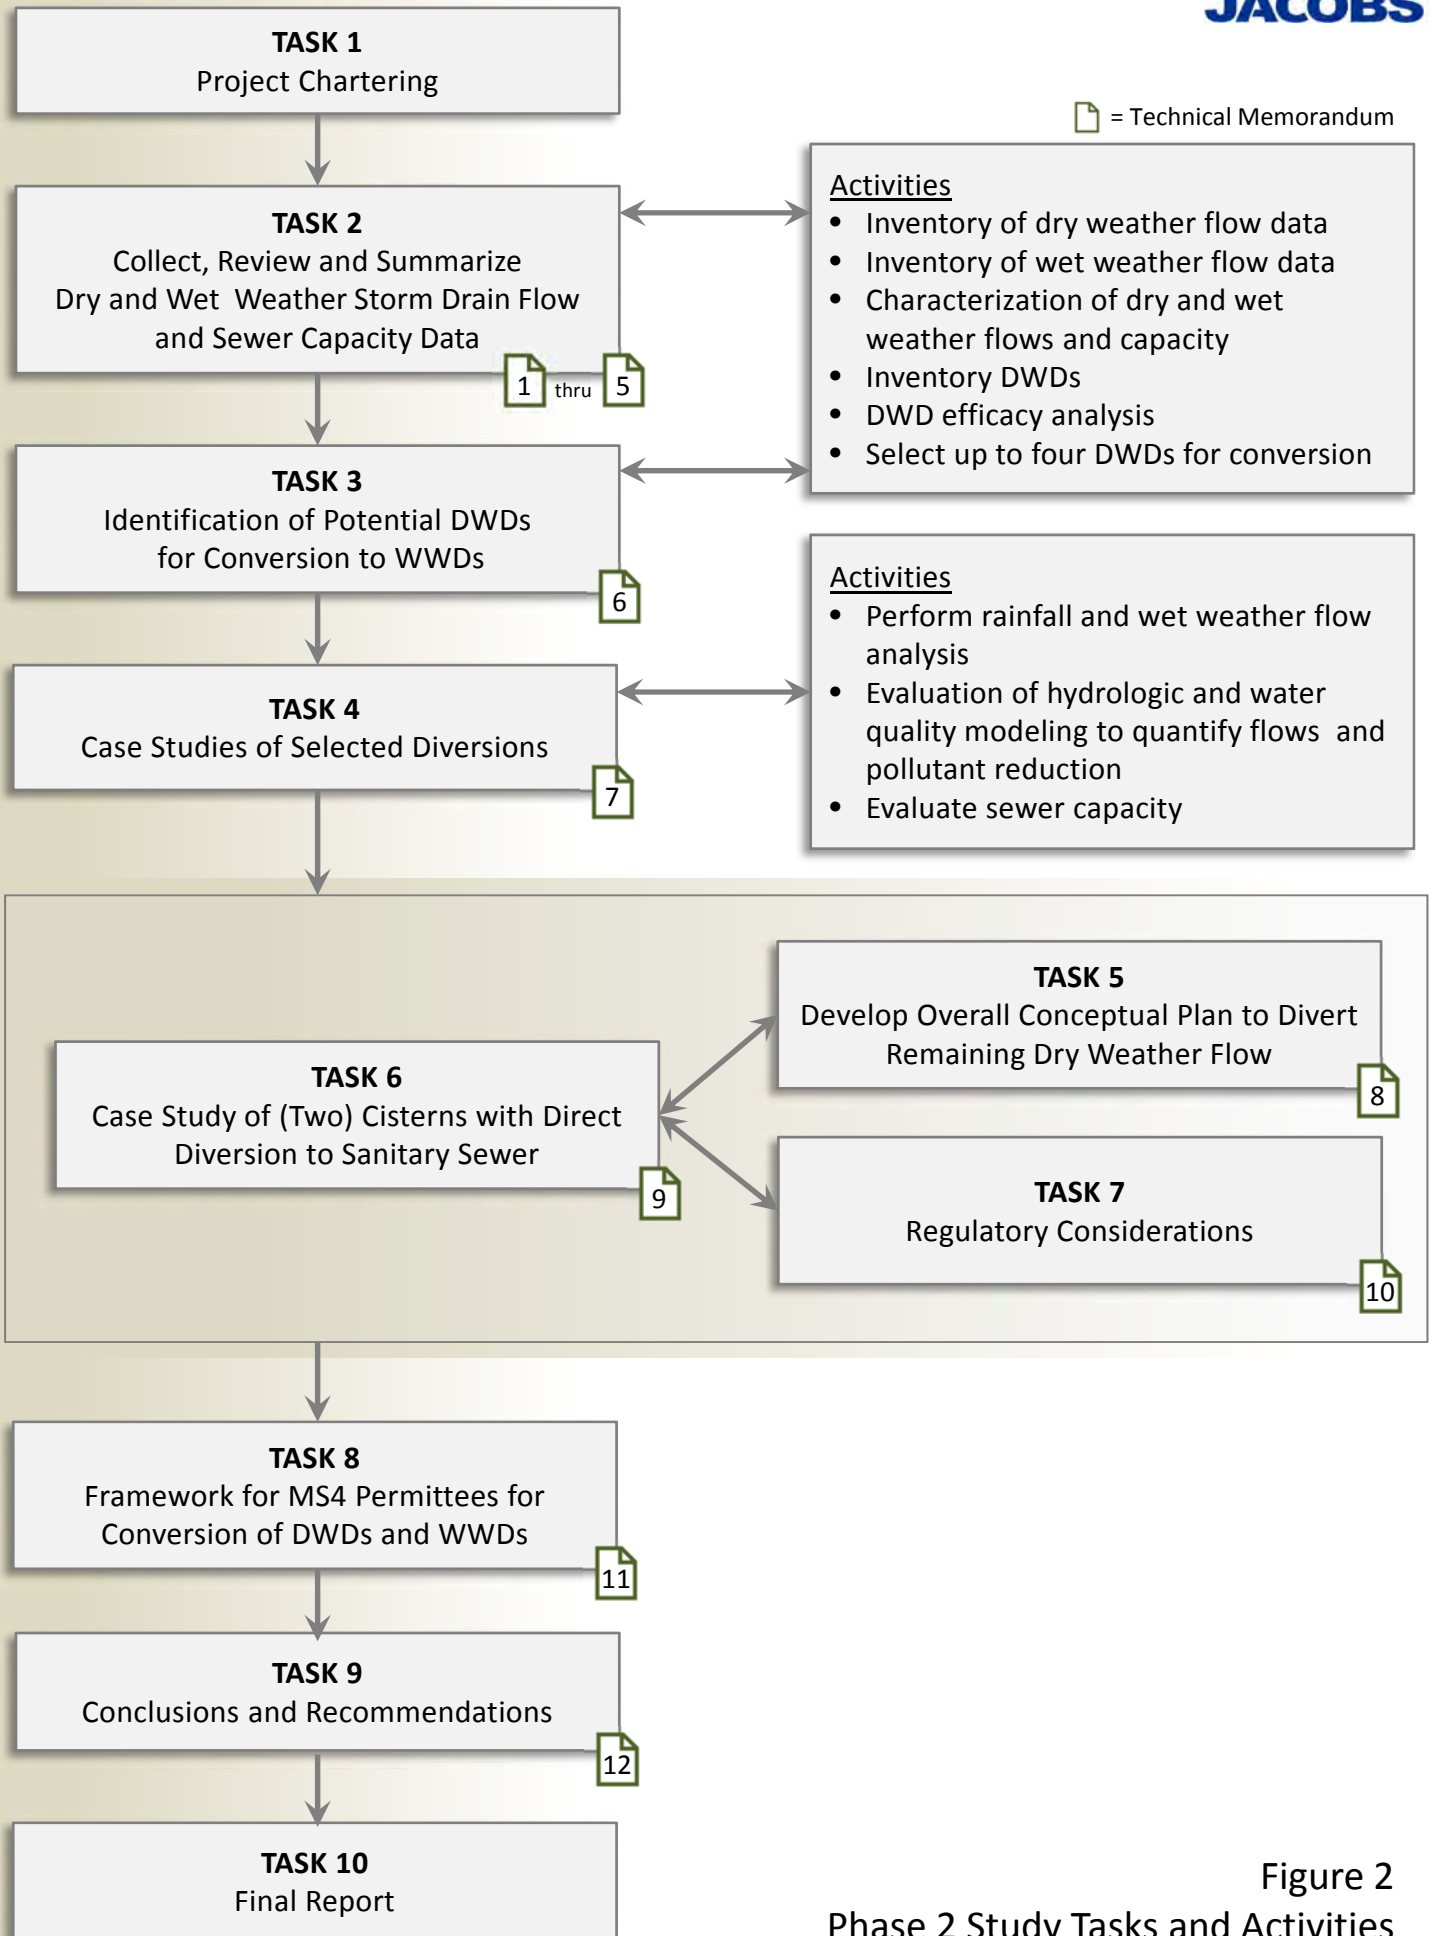 JACOBS
TASK 1
Project Chartering
= Technical Memorandum
TASK 2
Collect, Review and Summarize
Dry and Wet Weather Storm Drain Flow
and Sewer Capacity Data
1 thru 5
Activities
• Inventory of dry weather flow data
• Inventory of wet weather flow data
• Characterization of dry and wet
weather flows and capacity
• Inventory DWDs
• DWD efficacy analysis
• Select up to four DWDs for conversion
TASK 3
Identification of Potential DWDs
for Conversion to WWDs
6
Activities
• Perform rainfall and wet weather flow
analysis
• Evaluation of hydrologic and water
quality modeling to quantify flows and
pollutant reduction
• Evaluate sewer capacity
TASK 4
Case Studies of Selected Diversions
7
TASK 5
Develop Overall Conceptual Plan to Divert
Remaining Dry Weather Flow
8
TASK 6
Case Study of (Two) Cisterns with Direct
Diversion to Sanitary Sewer
9
TASK 7
Regulatory Considerations
10
TASK 8
Framework for MS4 Permittees for
Conversion of DWDs and WWDs
11
TASK 9
Conclusions and Recommendations
12
TASK 10
Final Report
Figure 2
Phase 2 Study Tasks and Activities